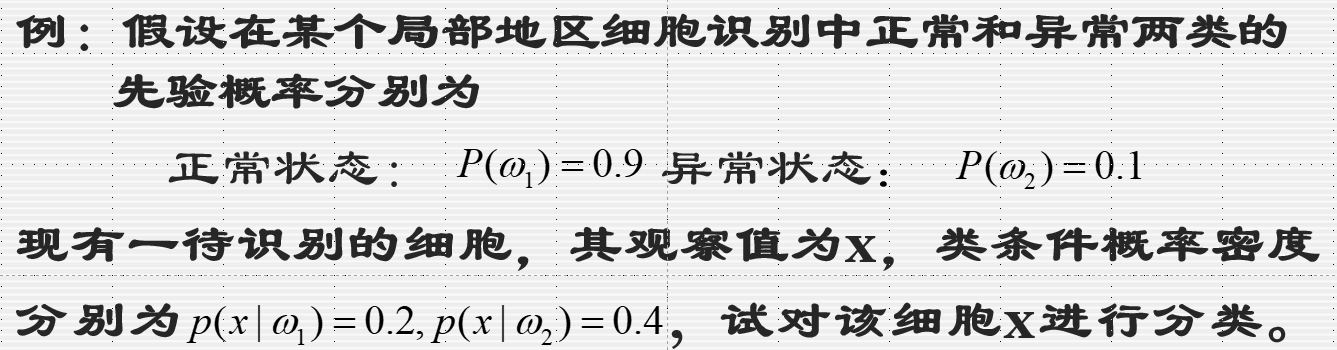 例：假设在某个局部地区细胞识别中正常和异常两类的
先验概率分别为
正常状态： P(ω₁) = 0.9 异常状态： P(ω₂) = 0.1
现有一待识别的细胞，其观察值为x，类条件概率密度
分别为 p(x | ω₁) = 0.2, p(x | ω₂) = 0.4，试对该细胞x进行分类。